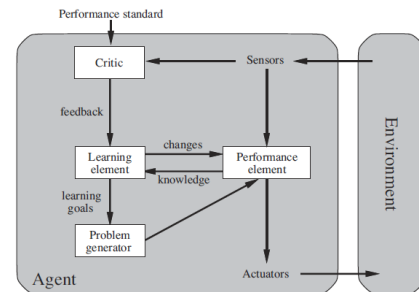 Performance standard
Critic
Sensors
feedback
changes
Learning
element
Performance
element
knowledge
learning
goals
Problem
generator
Agent
Actuators
Environment